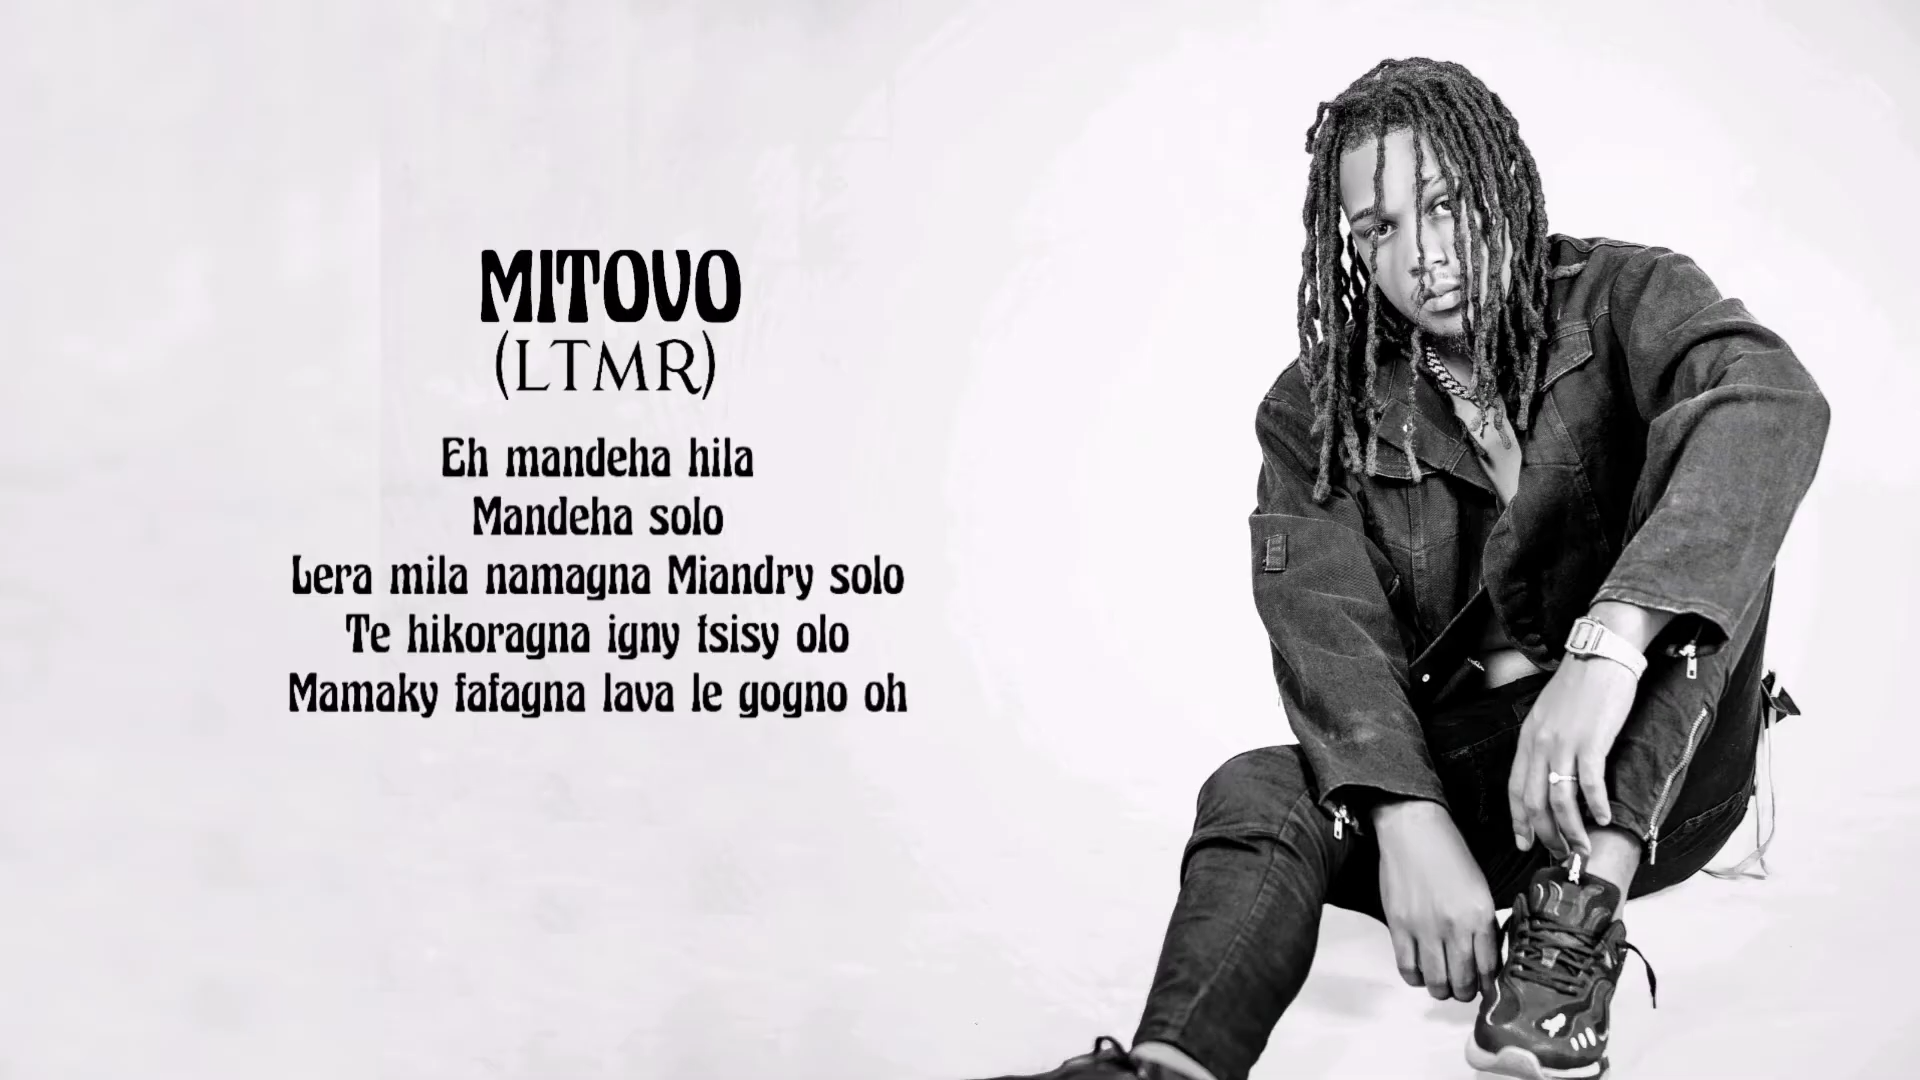 MITOVO
(LTMR)
Eh mandeha hila
Mandeha solo
Lera mila namagna Miandry solo
Te hikoragna igny tsisy olo
Mamaky fafagna lava le gogno oh